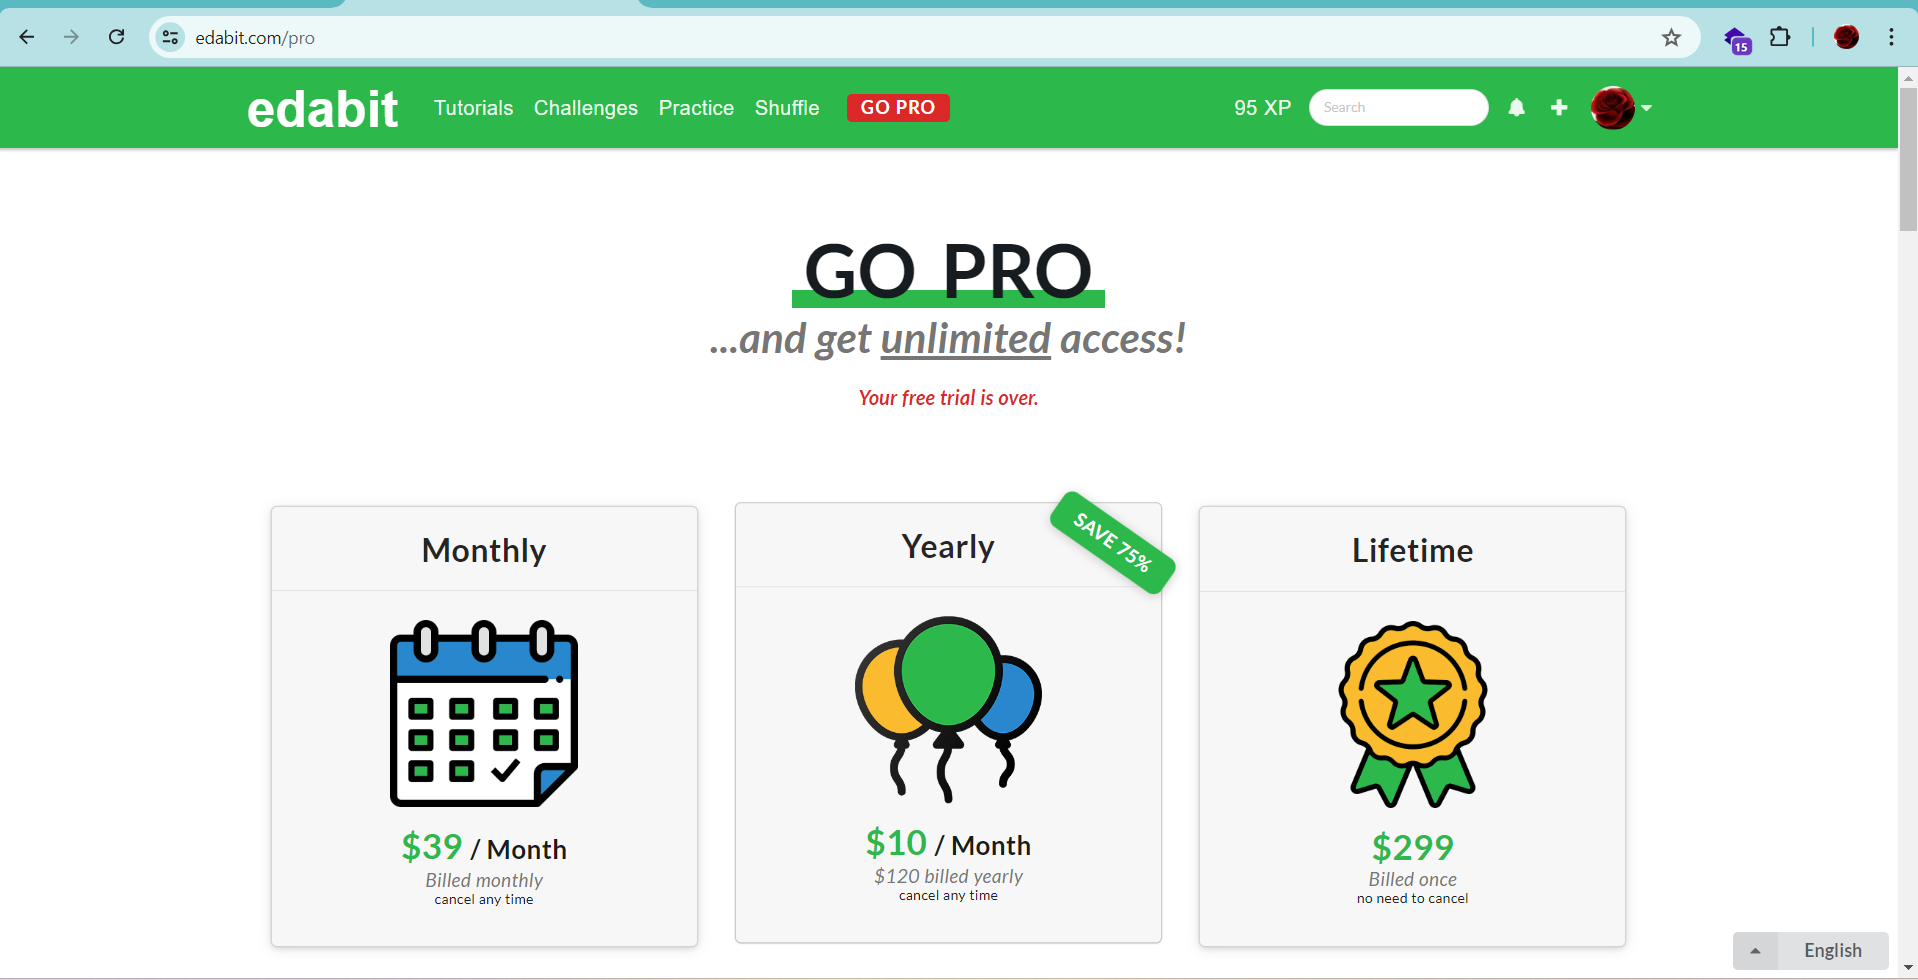 edabit.com/pro
15
edabit Tutorials Challenges Practice Shuffle GO PRO 95 XP Search
GO PRO
...and get unlimited access!
Your free trial is over.
Monthly
$39 / Month
Billed monthly
cancel any time
Yearly
SAVE 75%
$10 / Month
$120 billed yearly
cancel any time
Lifetime
$299
Billed once
no need to cancel
English